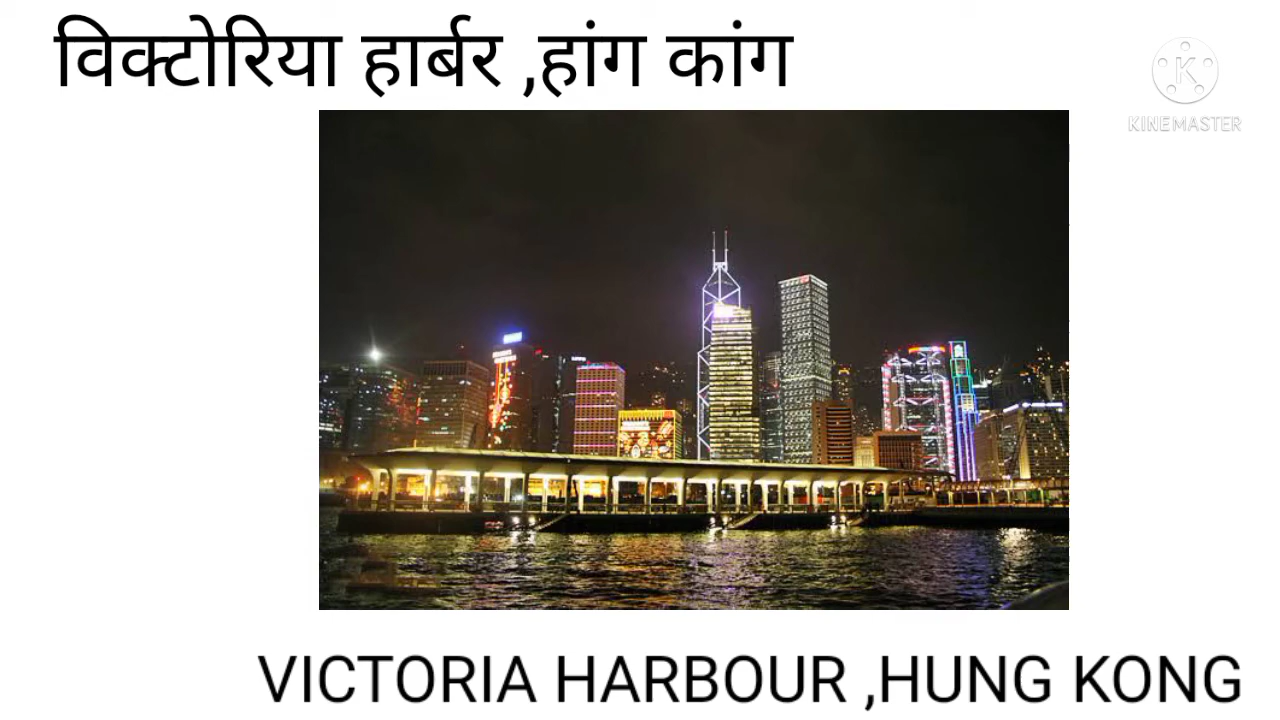 विक्टोरिया हार्बर ,हांग कांग
K
KINEMASTER
VICTORIA HARBOUR ,HUNG KONG